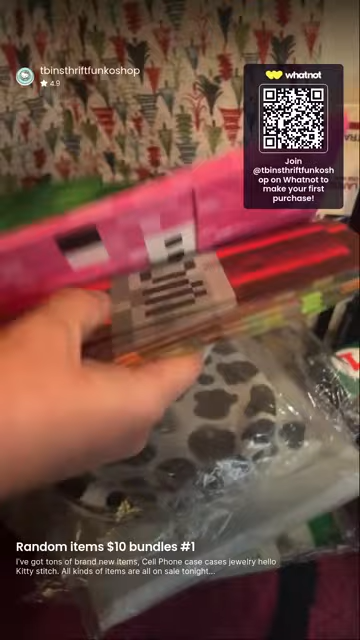 tbinsthriftfunkoshop
4.9
whatnot
Join
@tbinsthriftfunkosh
op on Whatnot to
make your first
purchase!
Random items $10 bundles #1
I've got tons of brand new items, Cell Phone case cases jewelry hello
Kitty stitch. All kinds of items are all on sale tonight...